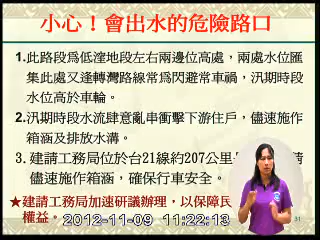 小心！會出水的危險路口
1.此路段為低漥地段左右兩邊位高處，兩處水位匯
集此處又逢轉灣路線常為閃避常車禍，汛期時段
水位高於車輪。
2.汛期時段水流肆意亂串衝擊下游住戶，儘速施作
箱涵及排放水溝。
3. 建請工務局位於台21線約207公里
儘速施作箱涵，確保行車安全。
★建請工務局加速研議辦理，以保障民
權益。
2012-11-09 11:22:13
31